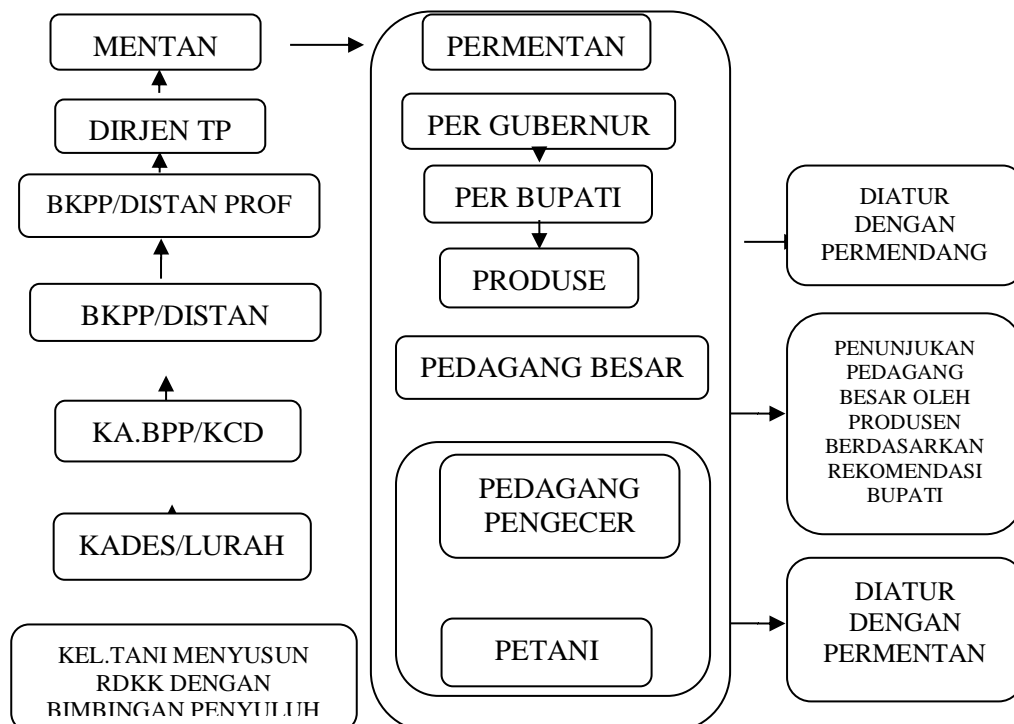 MENTAN
DIRJEN TP
BKPP/DISTAN PROF
BKPP/DISTAN
KA.BPP/KCD
KADES/LURAH
KEL.TANI MENYUSUN
RDKK DENGAN
BIMBINGAN PENYULUH
PERMENTAN
PER GUBERNUR
PER BUPATI
PRODUSE
PEDAGANG BESAR
PEDAGANG
PENGECER
PETANI
DIATUR
DENGAN
PERMENDANG
PENUNJUKAN
PEDAGANG
BESAR OLEH
PRODUSEN
BERDASARKAN
REKOMENDASI
BUPATI
DIATUR
DENGAN
PERMENTAN